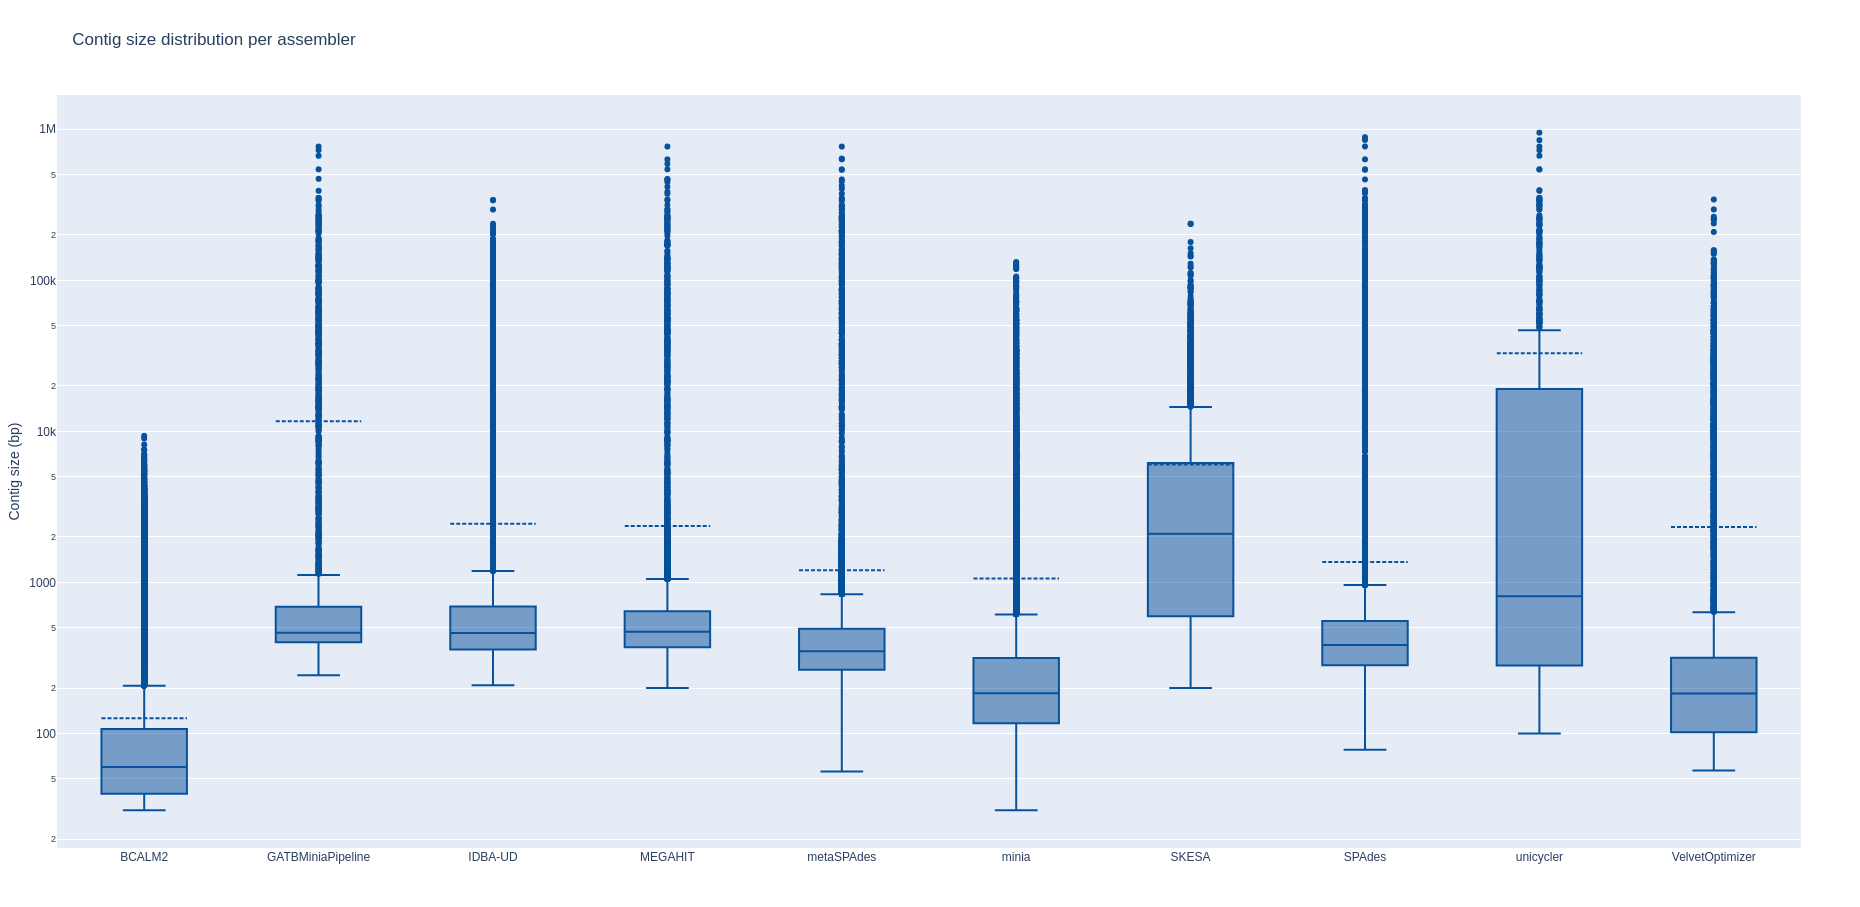 Contig size distribution per assembler
1M
5
2
100k
5
2
10k
5
2
1000
5
2
100
5
2
Contig size (bp)
BCALM2 GATBMiniaPipeline IDBA-UD MEGAHIT metaSPAdes minia SKESA SPAdes unicycler VelvetOptimizer